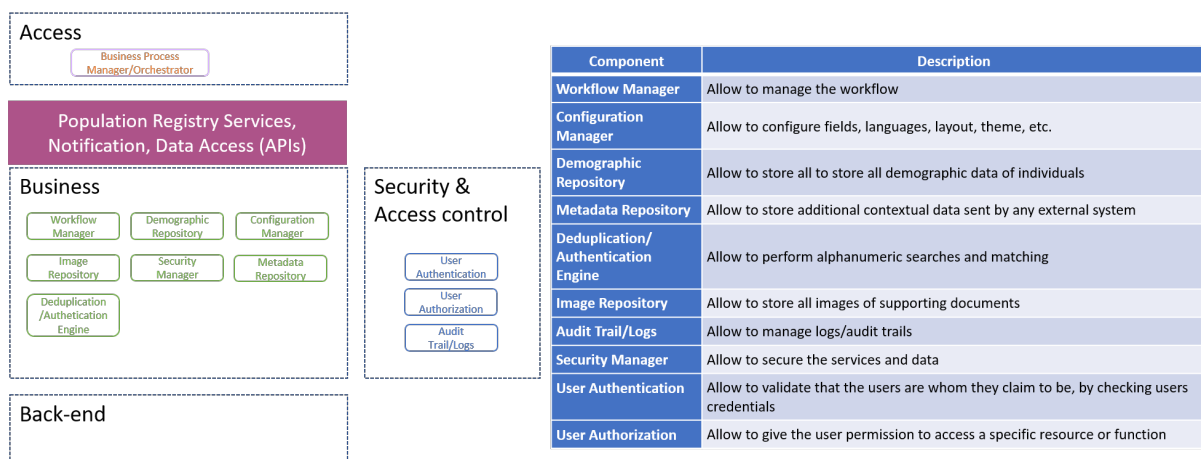 Access
Business Process
Manager/Orchestrator
Population Registry Services,
Notification, Data Access (APIs)
Business
Workflow
Manager
Demographic
Repository
Configuration
Manager
Image
Repository
Security
Manager
Metadata
Repository
Deduplication
/Authetication
Engine
Security &
Access control
User
Authentication
User
Authorization
Audit
Trail/Logs
Back-end
Component
Description
Workflow Manager
Allow to manage the workflow
Configuration
Manager
Allow to configure fields, languages, layout, theme, etc.
Demographic
Repository
Allow to store all to store all demographic data of individuals
Metadata Repository
Allow to store additional contextual data sent by any external system
Deduplication/
Authentication
Engine
Allow to perform alphanumeric searches and matching
Image Repository
Allow to store all images of supporting documents
Audit Trail/Logs
Allow to manage logs/audit trails
Security Manager
Allow to secure the services and data
User Authentication
Allow to validate that the users are whom they claim to be, by checking users
credentials
User Authorization
Allow to give the user permission to access a specific resource or function